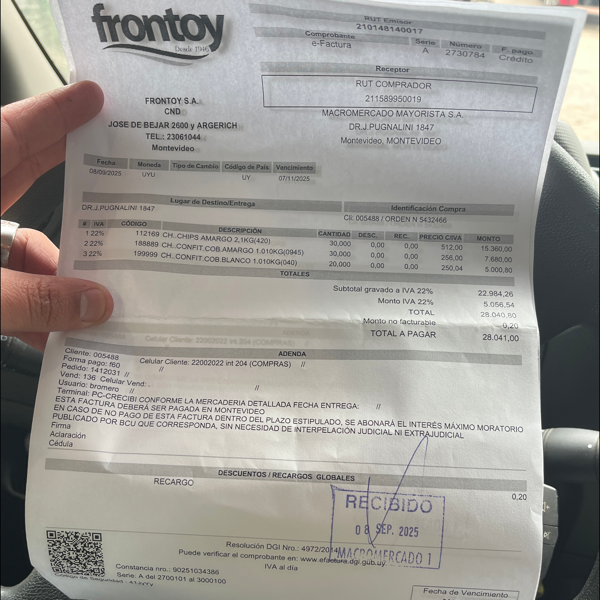 frontoy
Desde 1946
RUT Emisor
210148140017
Comprobante Serie Número F. pago
e-Factura A 2730784 Crédito
Receptor
RUT COMPRADOR
211589950019
FRONTOY S.A.
CND
JOSE DE BEJAR 2600 y ARGERICH
TEL.: 23061044
Montevideo
MACROMERCADO MAYORISTA S.A.
DR.J.PUGNALINI 1847
Montevideo, MONTEVIDEO
Fecha Moneda Tipo de Cambio Código de País Vencimiento
08/09/2025 UYU UY 07/11/2025
Lugar de Destino/Entrega Identificación Compra
DR.J.PUGNALINI 1847 Cli: 005488 / ORDEN N 5432466
# IVA CÓDIGO DESCRIPCIÓN CANTIDAD DESC. REC. PRECIO C/IVA MONTO
1 22% 112169 CH..CHIPS AMARGO 2,1KG(420) 30,000 0,00 0,00 512,00 15.360,00
2 22% 188889 CH..CONFIT.COB.AMARGO 1.010KG(0945) 30,000 0,00 0,00 256,00 7.680,00
3 22% 199999 CH..CONFIT.COB.BLANCO 1.010KG(040) 20,000 0,00 0,00 250,04 5.000,80
TOTALES
Subtotal gravado a IVA 22% 22.984,26
Monto IVA 22% 5.056,54
TOTAL 28.040,80
Monto no facturable 0,20
TOTAL A PAGAR 28.041,00
ADENDA
Cliente: 005488 Celular Cliente: 22002022 int 204 (COMPRAS) //
Forma pago: f60 //
Pedido: 1412031 //
Vend: 136 Celular Vend: .
Usuario: bromero // //
Terminal: PC-CRECIBI CONFORME LA MERCADERIA DETALLADA FECHA ENTREGA: //
ESTA FACTURA DEBERÁ SER PAGADA EN MONTEVIDEO
EN CASO DE NO PAGO DE ESTA FACTURA DENTRO DEL PLAZO ESTIPULADO, SE ABONARÁ EL INTERÉS MÁXIMO MORATORIO
PUBLICADO POR BCU QUE CORRESPONDA, SIN NECESIDAD DE INTERPELACIÓN JUDICIAL NI EXTRAJUDICIAL
Firma
Aclaración
Cédula
DESCUENTOS / RECARGOS GLOBALES
RECARGO 0,20
RECIBIDO
08 SEP. 2025
MACROMERCADO 1
Resolución DGI Nro.: 4972/2014
Puede verificar el comprobante en: www.efactura.dgi.gub.uy
IVA al día
Constancia nro.: 90251034386
Serie: A del 2700101 al 3000100
Código de Seguridad
Fecha de Vencimiento